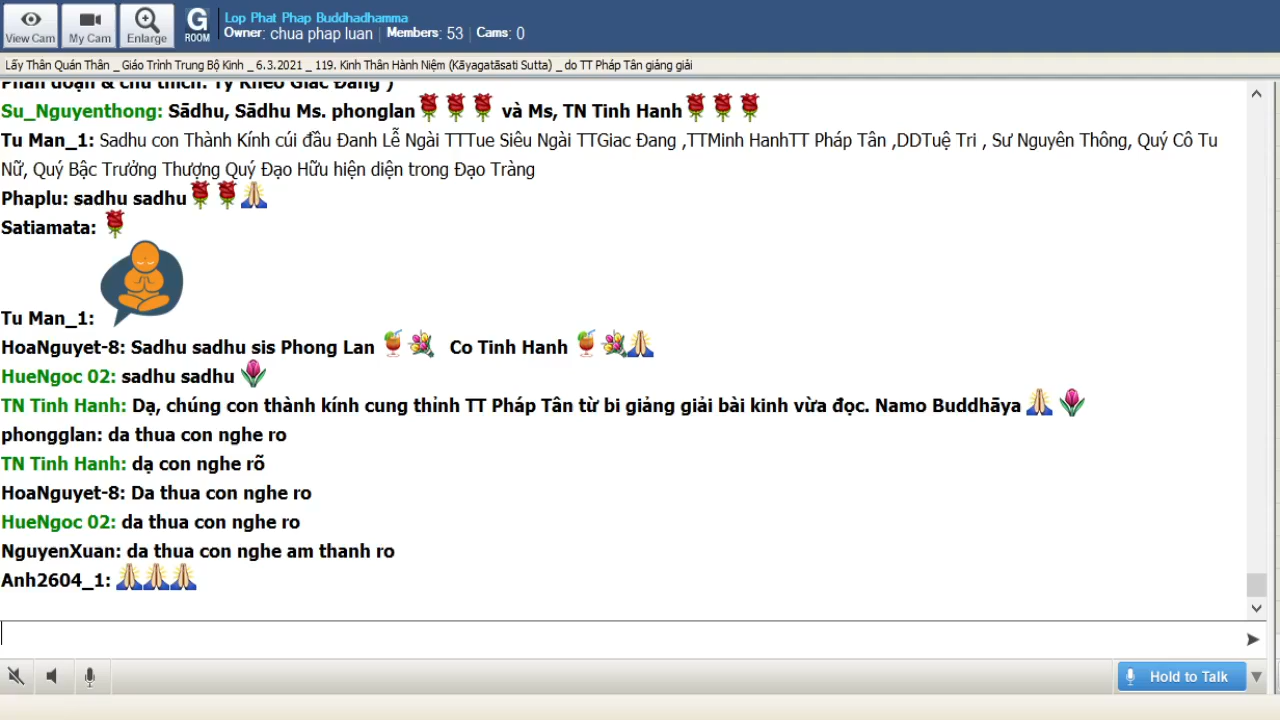 View Cam
My Cam
Enlarge
G
ROOM
Lop Phat Phap Buddhadhamma
Owner: chua phap luan | Members: 53 | Cams: 0
Lấy Thân Quán Thân _ Giáo Trình Trung Bộ Kinh _ 6.3.2021 _ 119. Kinh Thân Hành Niệm (Kāyagatāsati Sutta) _ do TT Pháp Tân giảng giải
Phân đoạn & chú thích: Tỳ Kheo Giác Đẳng )
Su_Nguyenthong: Sādhu, Sādhu Ms. phonglan và Ms, TN Tinh Hanh
Tu Man_1: Sadhu con Thành Kính cúi đầu Đanh Lễ Ngài TTTue Siêu Ngài TTGiac Đang ,TTMinh HanhTT Pháp Tân ,DDTuệ Tri , Sư Nguyên Thông, Quý Cô Tu
Nữ, Quý Bậc Trưởng Thượng Quý Đạo Hữu hiện diện trong Đạo Tràng
Phaplu: sadhu sadhu
Satiamata:
Tu Man_1:
HoaNguyet-8: Sadhu sadhu sis Phong Lan Co Tinh Hanh
HueNgoc 02: sadhu sadhu
TN Tinh Hanh: Dạ, chúng con thành kính cung thỉnh TT Pháp Tân từ bi giảng giải bài kinh vừa đọc. Namo Buddhāya
phongglan: da thua con nghe ro
TN Tinh Hanh: dạ con nghe rõ
HoaNguyet-8: Da thua con nghe ro
HueNgoc 02: da thua con nghe ro
NguyenXuan: da thua con nghe am thanh ro
Anh2604_1:
Hold to Talk